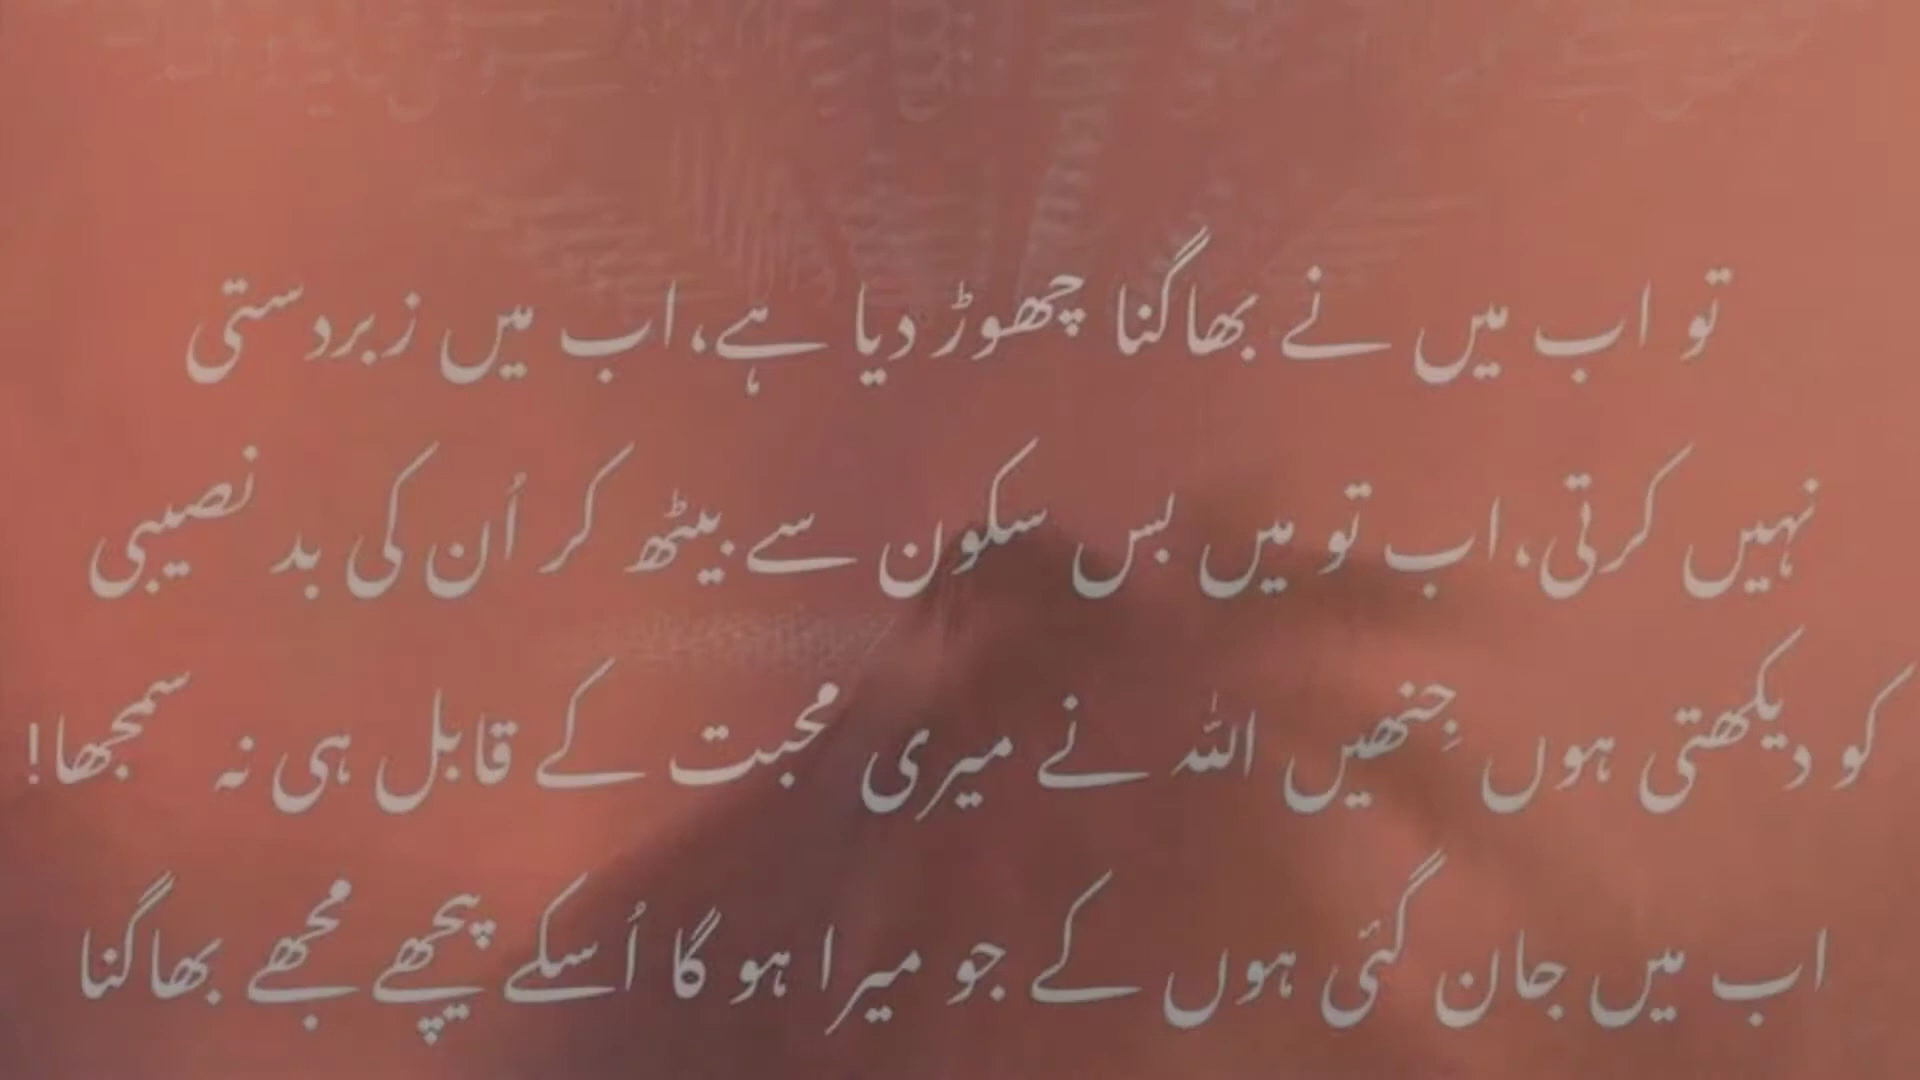 تو اب میں نے بھاگنا چھوڑ دیا ہے، اب میں زبردستی
نہیں کرتی، اب تو میں بس سکون سے بیٹھ کر اُن کی بد نصیبی
کو دیکھتی ہوں جِنھیں اللہ نے میری محبت کے قابل ہی نہ سمجھا!
اب میں جان گئی ہوں کے جو میرا ہو گا اُسکے پیچھے مجھے بھاگنا